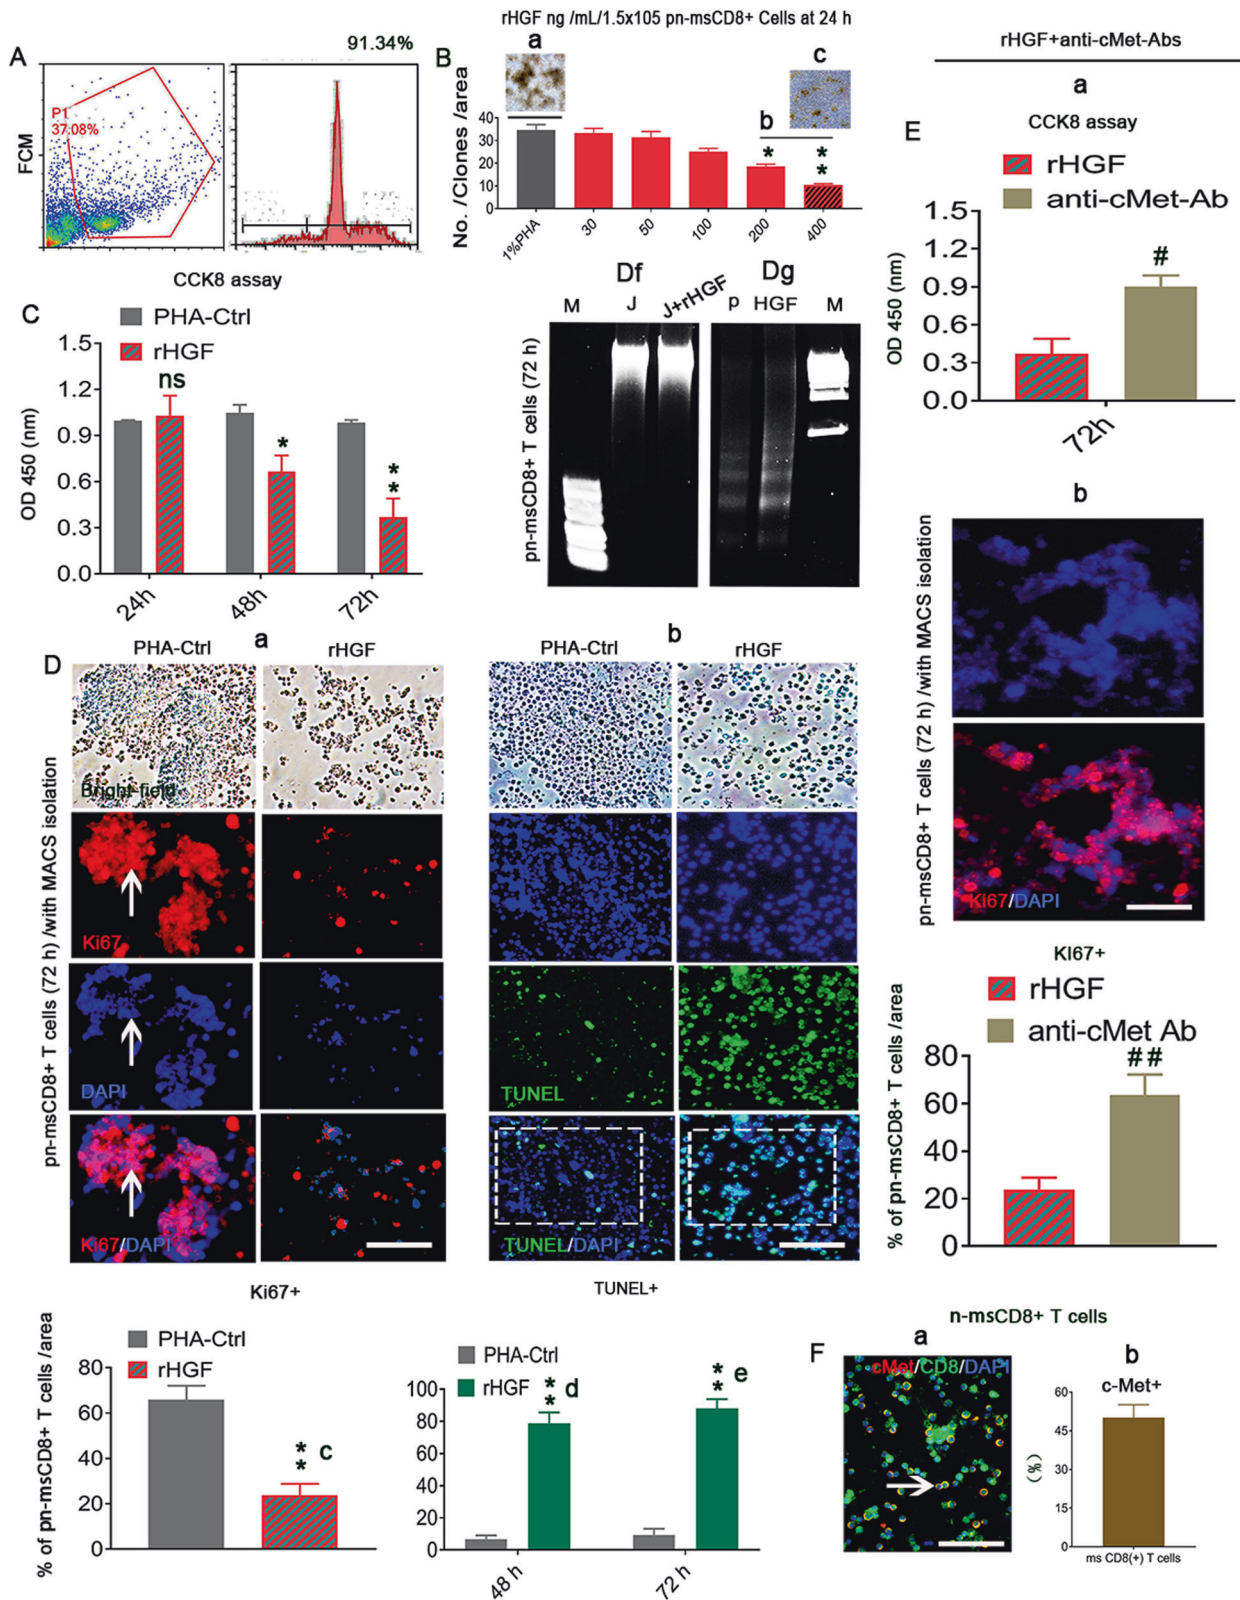 A
91.34%
FCM
P1
37.08%
B
rHGF ng /mL/1.5x105 pn-msCD8+ Cells at 24 h
a
c
b
No. /Clones /area
40
30
20
10
0
*
**
1%PHA
30
50
100
200
400
C
CCK8 assay
PHA-Ctrl
rHGF
OD 450 (nm)
1.5
1.2
0.9
0.6
0.3
0.0
ns
*
**
24h
48h
72h
Df
Dg
M
J
J+rHGF
p
HGF
M
pn-msCD8+ T cells (72 h)
E
rHGF+anti-cMet-Abs
a
CCK8 assay
rHGF
anti-cMet-Ab
OD 450 (nm)
1.5
1.2
0.9
0.6
0.3
0.0
#
72h
b
pn-msCD8+ T cells (72 h) /with MACS isolation
Ki67/DAPI
KI67+
rHGF
anti-cMet Ab
% of pn-msCD8+ T cells /area
80
60
40
20
0
##
D
a
PHA-Ctrl
rHGF
b
PHA-Ctrl
rHGF
pn-msCD8+ T cells (72 h) /with MACS isolation
Bright-field
Ki67
DAPI
Ki67/DAPI
TUNEL
TUNEL/DAPI
Ki67+
PHA-Ctrl
rHGF
% of pn-msCD8+ T cells /area
80
60
40
20
0
** c
TUNEL+
PHA-Ctrl
rHGF
100
80
60
40
20
0
** d
** e
48 h
72 h
F
n-msCD8+ T cells
a
cMet/CD8/DAPI
b
c-Met+
(%)
60
45
30
15
0
ms CD8(+) T cells